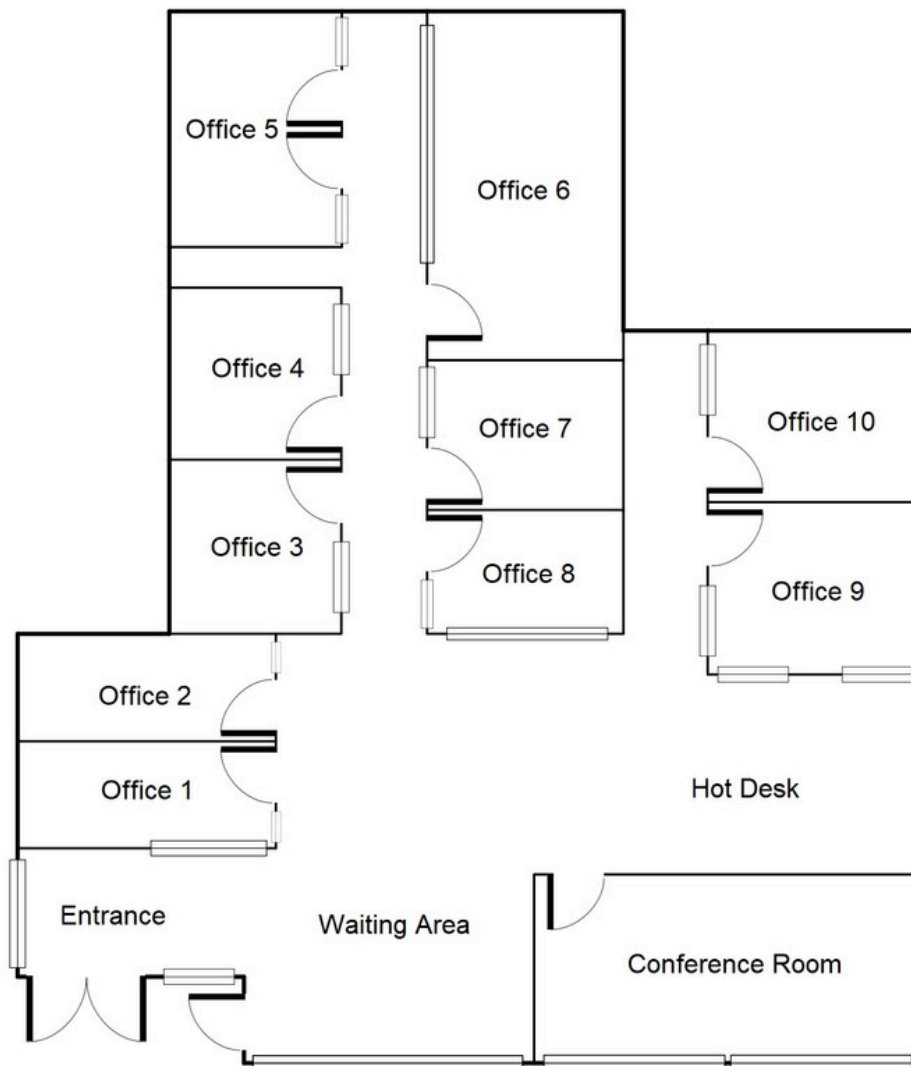 Office 5
Office 6
Office 4
Office 7
Office 10
Office 3
Office 8
Office 9
Office 2
Office 1
Hot Desk
Entrance
Waiting Area
Conference Room